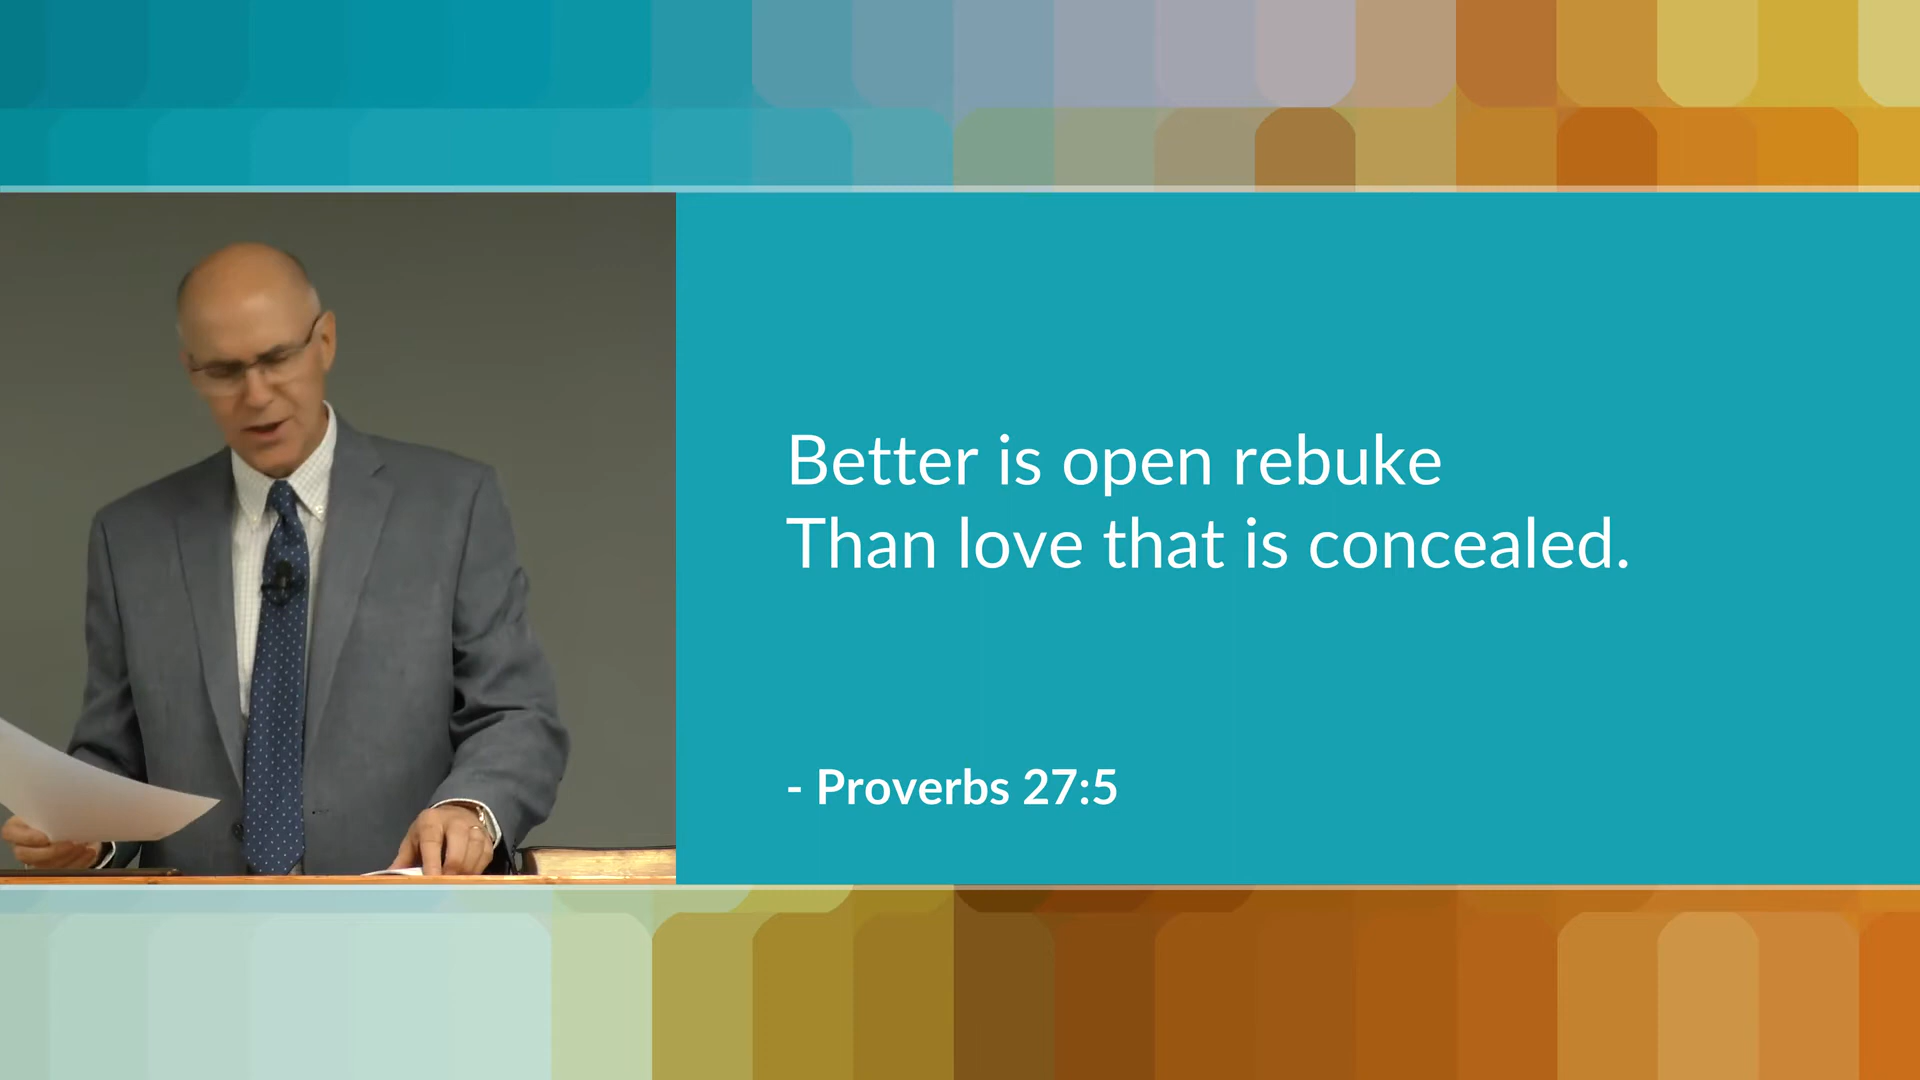 Better is open rebuke
Than love that is concealed.
- Proverbs 27:5